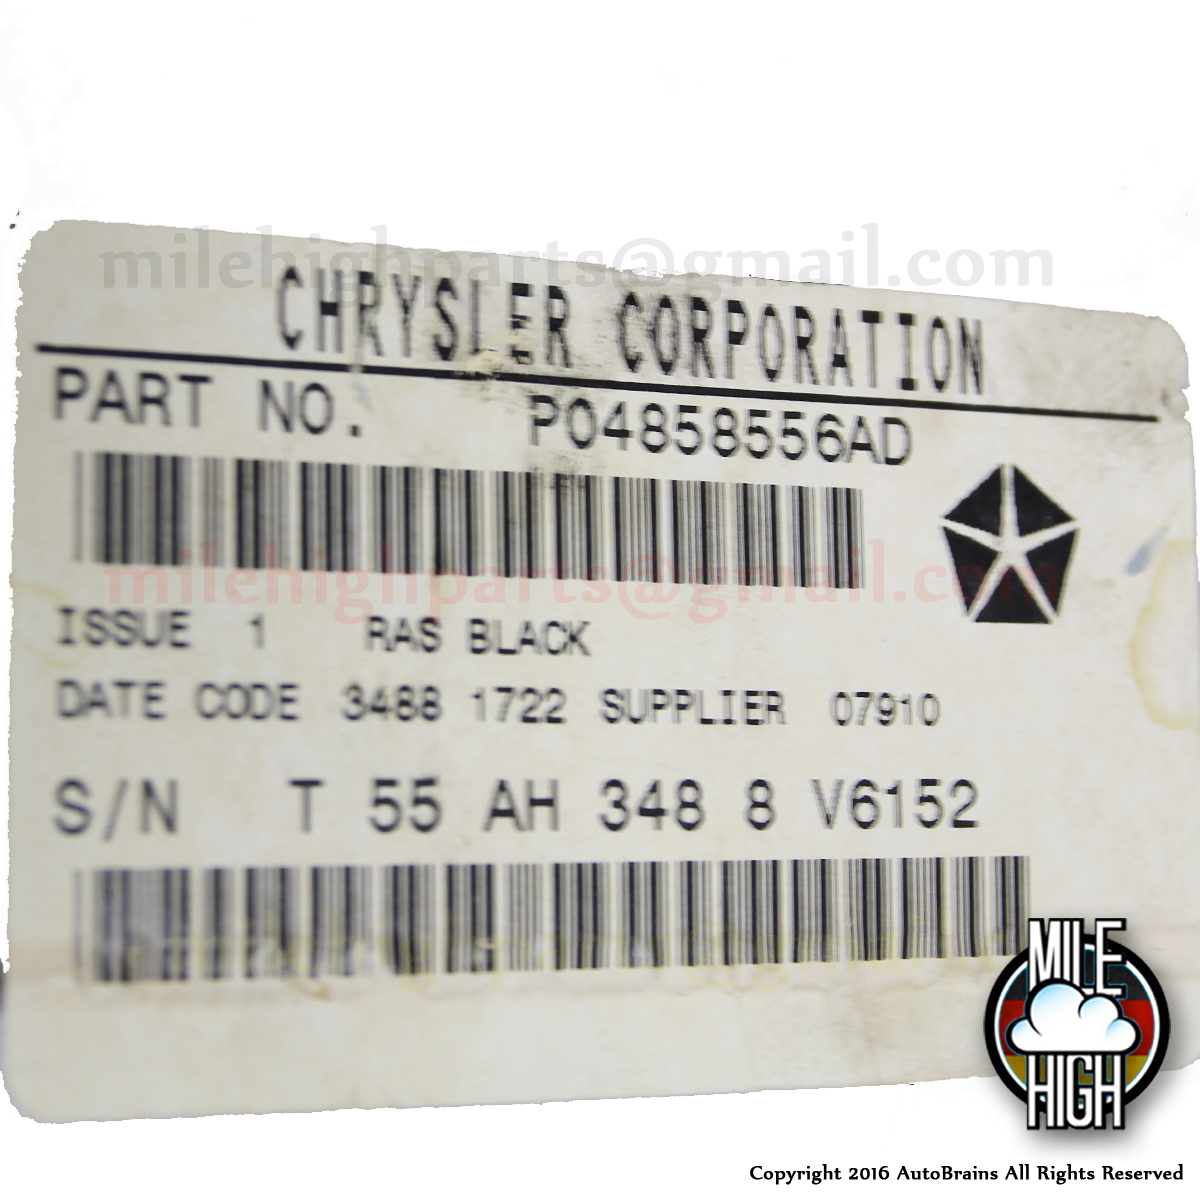 milehighparts@gmail.com
CHRYSLER CORPORATION
PART NO. P04858556AD
milehighparts@gmail.com
ISSUE 1 RAS BLACK
DATE CODE 3488 1722 SUPPLIER 07910
S/N T 55 AH 348 8 V6152
MILE
HIGH
Copyright 2016 AutoBrains All Rights Reserved